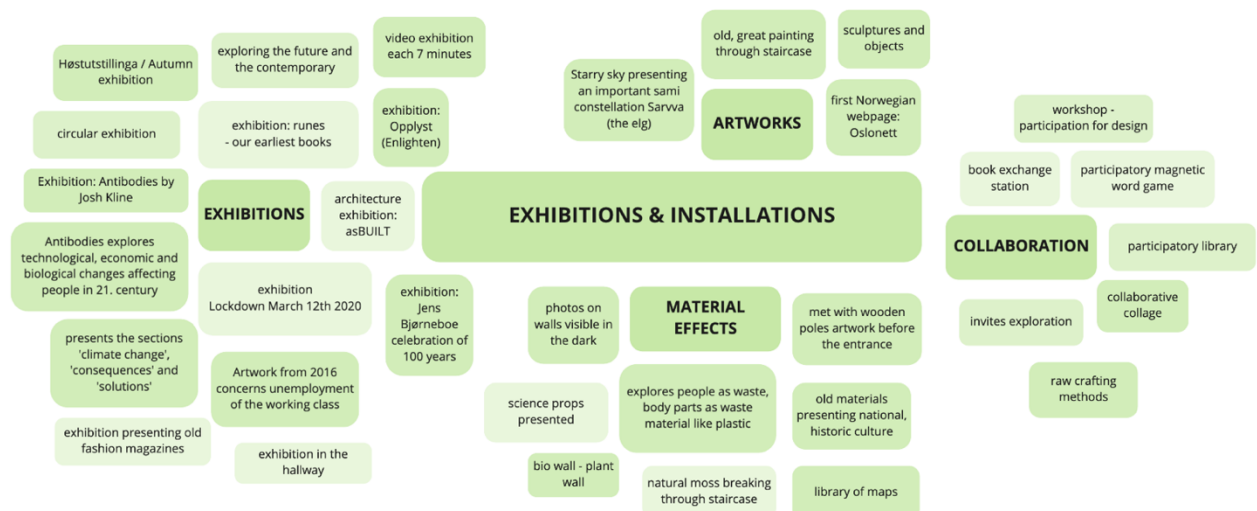 Høstutstillinga / Autumn
exhibition
exploring the future and
the contemporary
video exhibition
each 7 minutes
circular exhibition
exhibition: runes
- our earliest books
exhibition:
Opplyst
(Enlighten)
Exhibition: Antibodies by
Josh Kline
EXHIBITIONS
architecture
exhibition:
asBUILT
Antibodies explores
technological, economic and
biological changes affecting
people in 21. century
exhibition
Lockdown March 12th 2020
exhibition:
Jens
Bjørneboe
celebration of
100 years
presents the sections
'climate change',
'consequences' and
'solutions'
Artwork from 2016
concerns unemployment
of the working class
exhibition presenting old
fashion magazines
exhibition in the
hallway
EXHIBITIONS & INSTALLATIONS
old, great painting
through staircase
sculptures and
objects
Starry sky presenting
an important sami
constellation Sarvva
(the elg)
ARTWORKS
first Norwegian
webpage:
Oslonett
photos on
walls visible in
the dark
MATERIAL
EFFECTS
met with wooden
poles artwork before
the entrance
science props
presented
explores people as waste,
body parts as waste
material like plastic
old materials
presenting national,
historic culture
bio wall - plant
wall
natural moss breaking
through staircase
library of maps
workshop -
participation for design
book exchange
station
participatory magnetic
word game
COLLABORATION
participatory library
invites exploration
collaborative
collage
raw crafting
methods